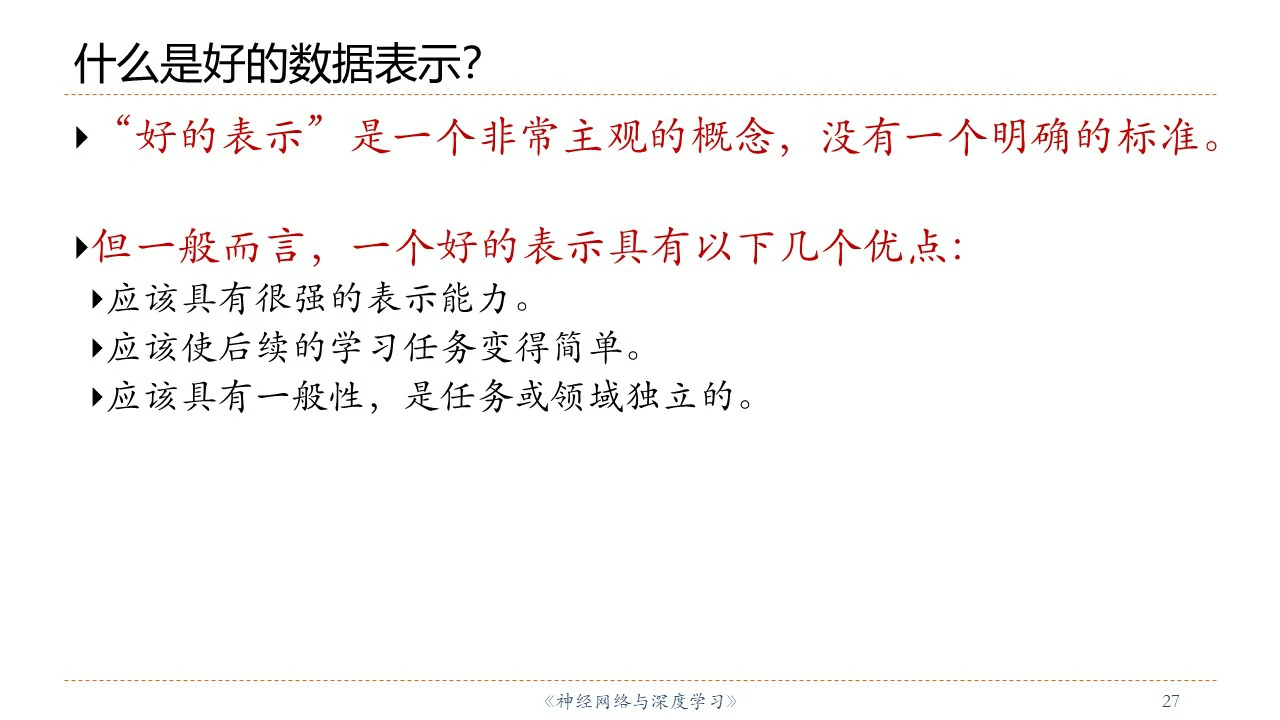 什么是好的数据表示?
“好的表示”是一个非常主观的概念，没有一个明确的标准。
但一般而言，一个好的表示具有以下几个优点:
应该具有很强的表示能力。
应该使后续的学习任务变得简单。
应该具有一般性，是任务或领域独立的。
《神经网络与深度学习》
27